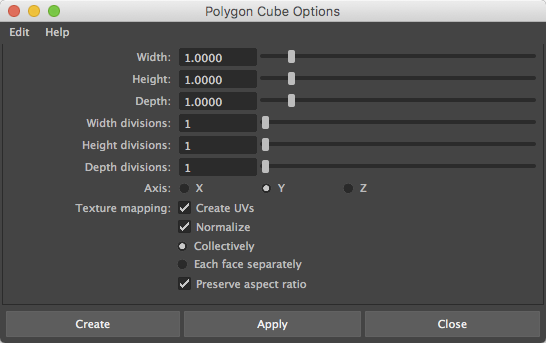 Polygon Cube Options
Edit Help
Width: 1.0000
Height: 1.0000
Depth: 1.0000
Width divisions: 1
Height divisions: 1
Depth divisions: 1
Axis: X Y Z
Texture mapping: Create UVs
Normalize
Collectively
Each face separately
Preserve aspect ratio
Create Apply Close